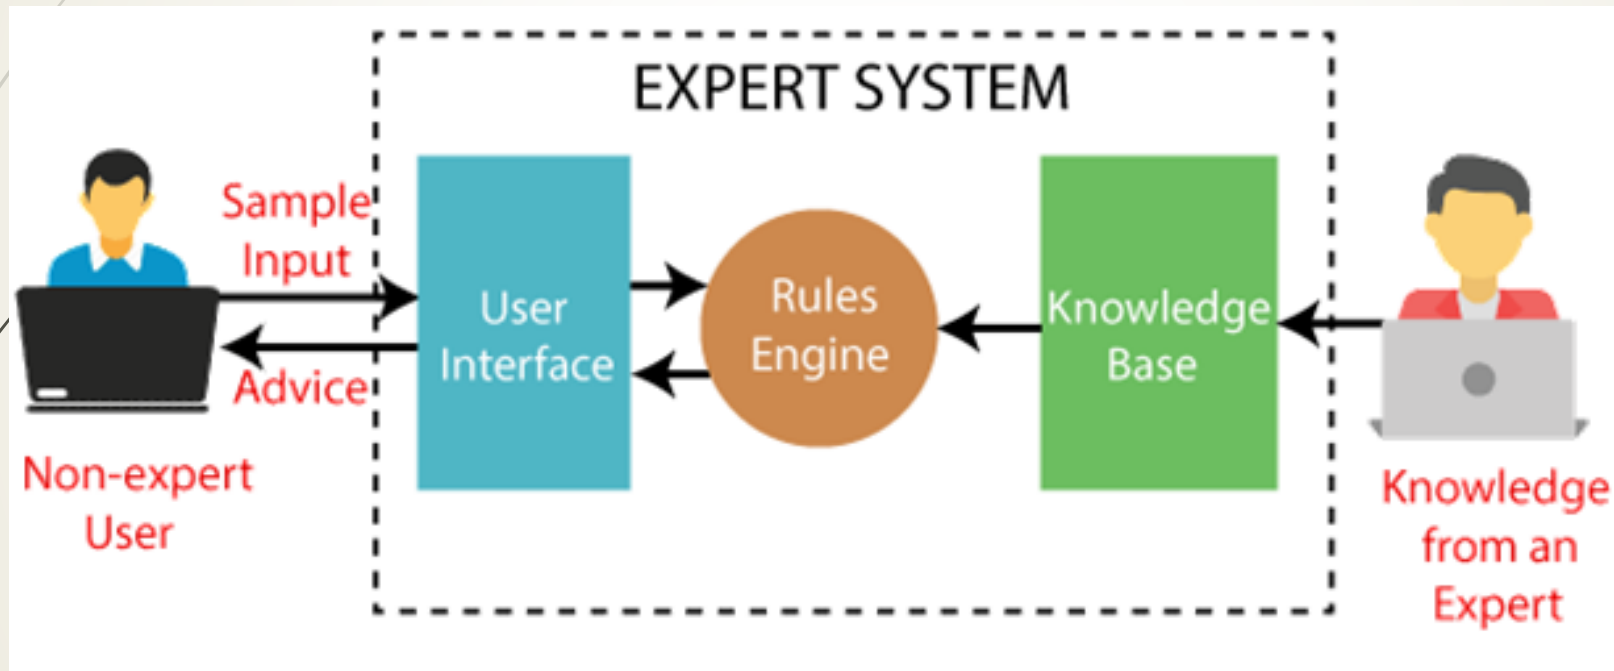 EXPERT SYSTEM
Sample
Input
Advice
Non-expert
User
User
Interface
Rules
Engine
Knowledge
Base
Knowledge
from an
Expert